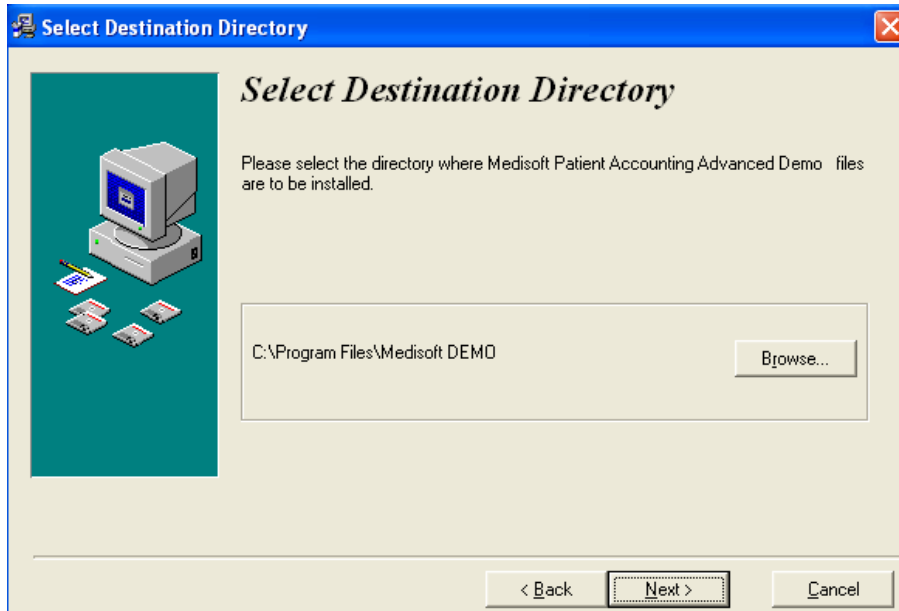 Select Destination Directory
Select Destination Directory
Please select the directory where Medisoft Patient Accounting Advanced Demo files
are to be installed.
C:\Program Files\Medisoft DEMO
Browse...
< Back
Next >
Cancel